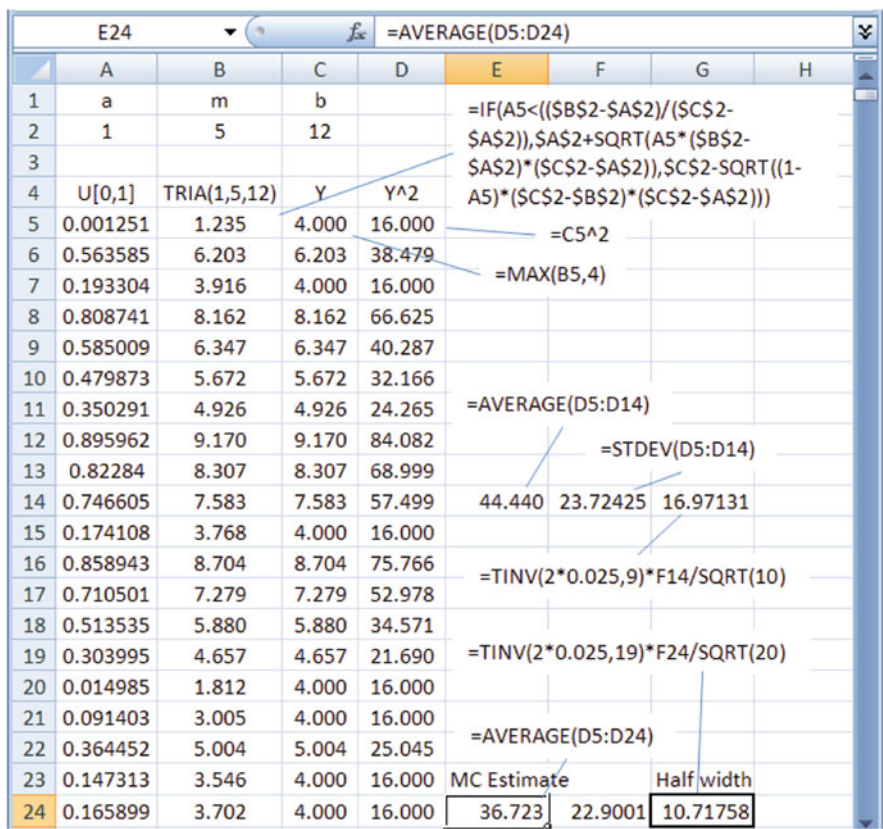 E24 fx =AVERAGE(D5:D24)
A B C D E F G H
1 a m b
2 1 5 12
3
4 U[0,1] TRIA(1,5,12) Y Y^2
=IF(A5<(($B$2-$A$2)/($C$2-
$A$2)),$A$2+SQRT(A5*($B$2-
$A$2)*($C$2-$A$2)),$C$2-SQRT((1-
A5)*($C$2-$B$2)*($C$2-$A$2)))
5 0.001251 1.235 4.000 16.000
=C5^2
6 0.563585 6.203 6.203 38.479
=MAX(B5,4)
7 0.193304 3.916 4.000 16.000
8 0.808741 8.162 8.162 66.625
9 0.585009 6.347 6.347 40.287
10 0.479873 5.672 5.672 32.166
11 0.350291 4.926 4.926 24.265 =AVERAGE(D5:D14)
12 0.895962 9.170 9.170 84.082
=STDEV(D5:D14)
13 0.82284 8.307 8.307 68.999
14 0.746605 7.583 7.583 57.499 44.440 23.72425 16.97131
15 0.174108 3.768 4.000 16.000
16 0.858943 8.704 8.704 75.766
=TINV(2*0.025,9)*F14/SQRT(10)
17 0.710501 7.279 7.279 52.978
18 0.513535 5.880 5.880 34.571
19 0.303995 4.657 4.657 21.690 =TINV(2*0.025,19)*F24/SQRT(20)
20 0.014985 1.812 4.000 16.000
21 0.091403 3.005 4.000 16.000
22 0.364452 5.004 5.004 25.045 =AVERAGE(D5:D24)
23 0.147313 3.546 4.000 16.000 MC Estimate Half width
24 0.165899 3.702 4.000 16.000 36.723 22.9001 10.71758